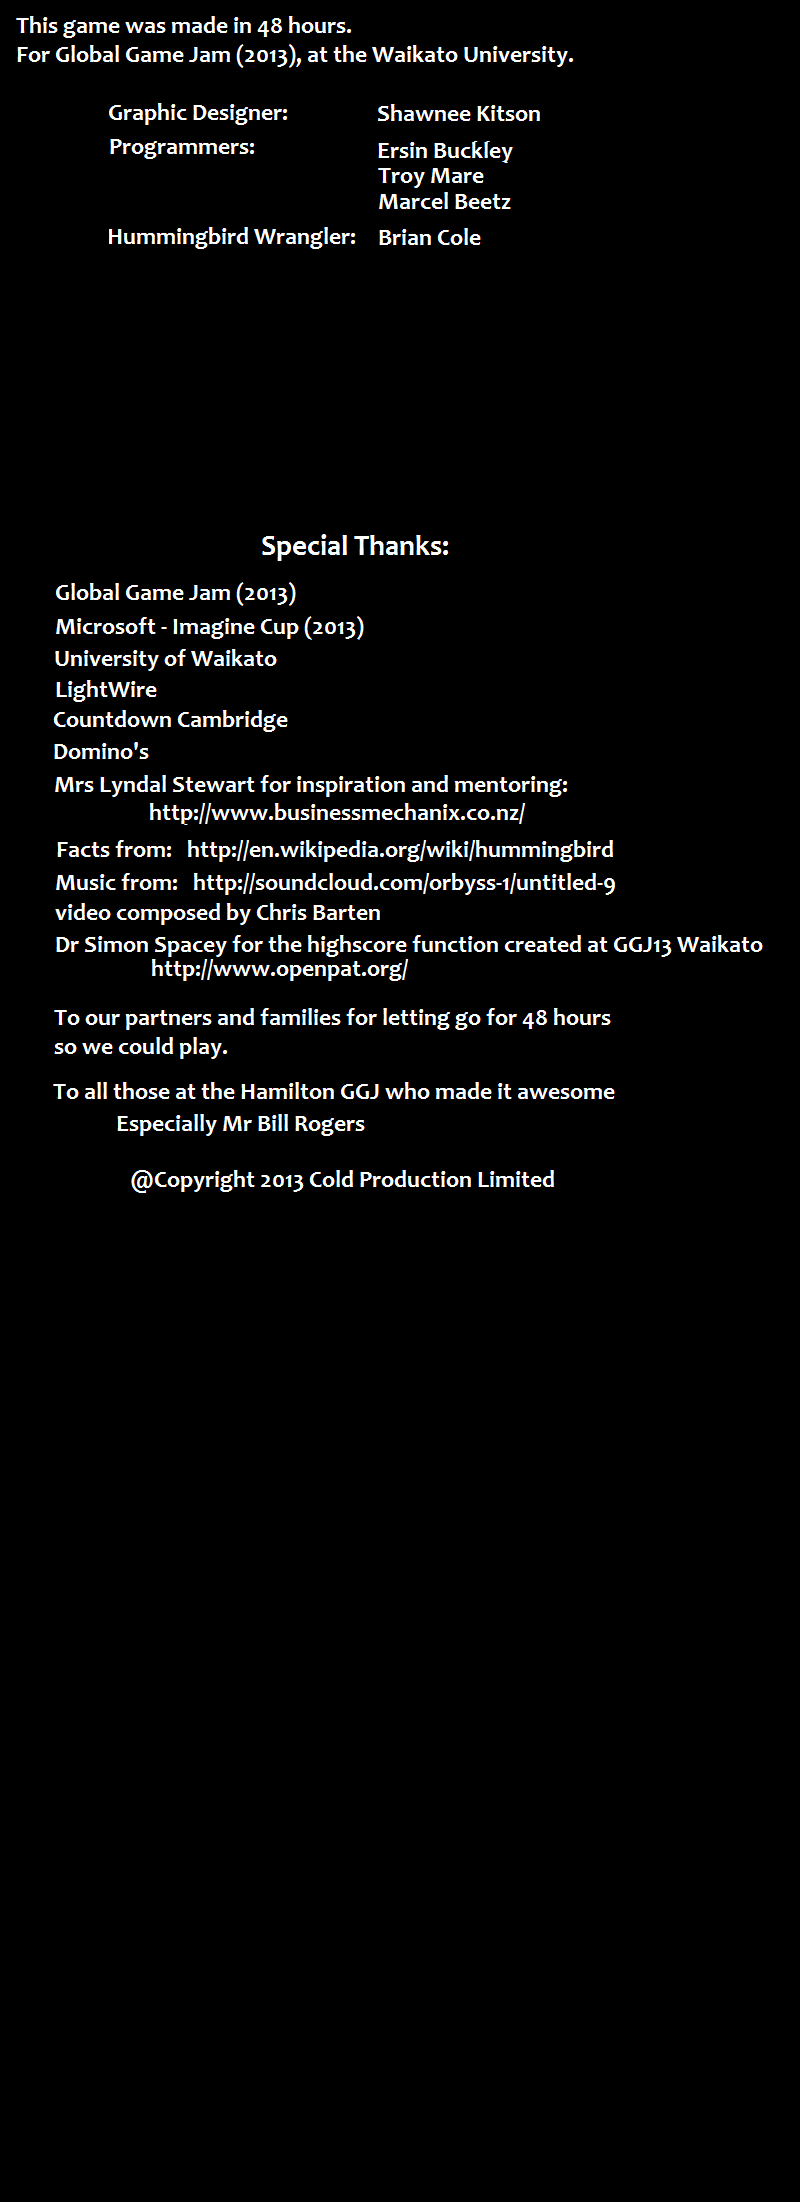 This game was made in 48 hours.
For Global Game Jam (2013), at the Waikato University.
Graphic Designer: Shawnee Kitson
Programmers: Ersin Buckley
Troy Mare
Marcel Beetz
Hummingbird Wrangler: Brian Cole
Special Thanks:
Global Game Jam (2013)
Microsoft - Imagine Cup (2013)
University of Waikato
LightWire
Countdown Cambridge
Domino's
Mrs Lyndal Stewart for inspiration and mentoring:
http://www.businessmechanix.co.nz/
Facts from: http://en.wikipedia.org/wiki/hummingbird
Music from: http://soundcloud.com/orbyss-1/untitled-9
video composed by Chris Barten
Dr Simon Spacey for the highscore function created at GGJ13 Waikato
http://www.openpat.org/
To our partners and families for letting go for 48 hours
so we could play.
To all those at the Hamilton GGJ who made it awesome
Especially Mr Bill Rogers
@Copyright 2013 Cold Production Limited